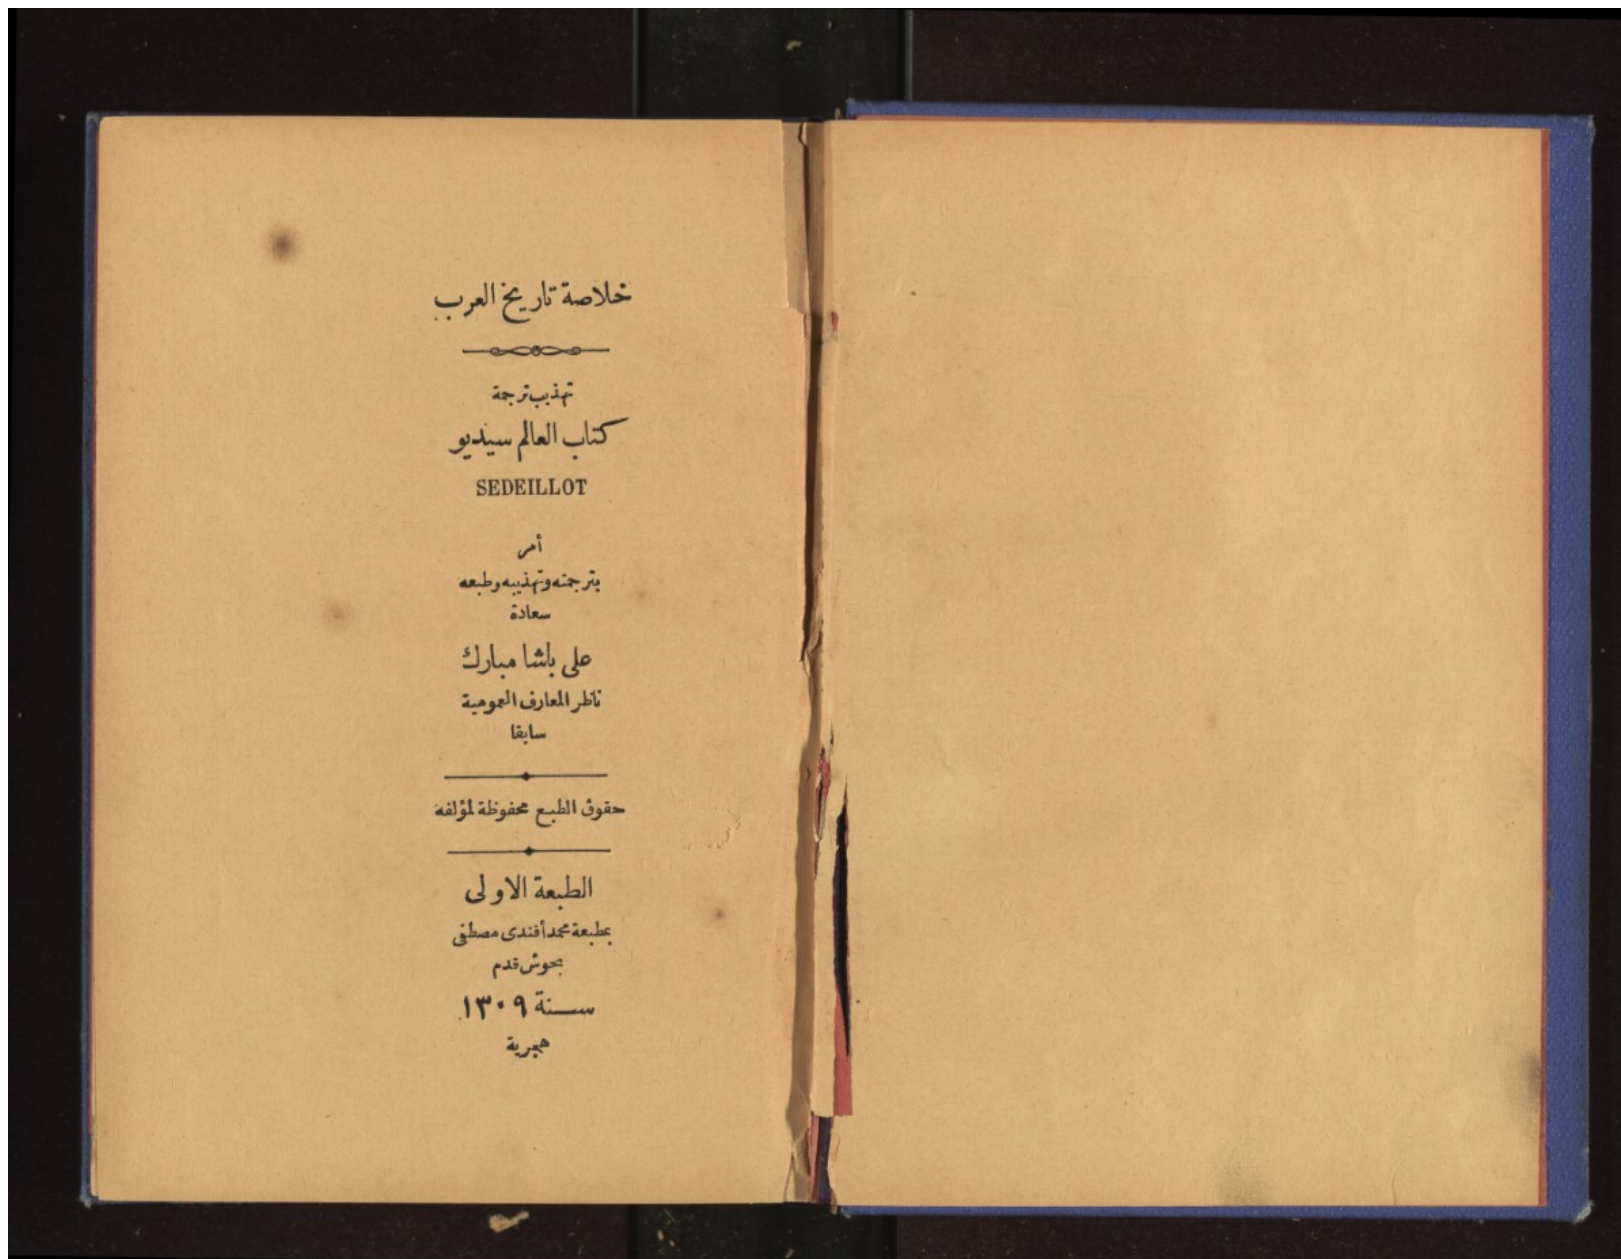 خلاصة تاريخ العرب
تهذيب ترجمة
كتاب العالم سيديو
SEDEILLOT
أمر
بترجمته وتهذيبه وطبعه
سعادة
على باشا مبارك
ناظر المعارف العمومية
سابقا
حقوق الطبع محفوظة لمؤلفه
الطبعة الاولى
بمطبعة محمد أفندى مصطفى
بحوش قدم
سنة ١٣٠٩
هجرية